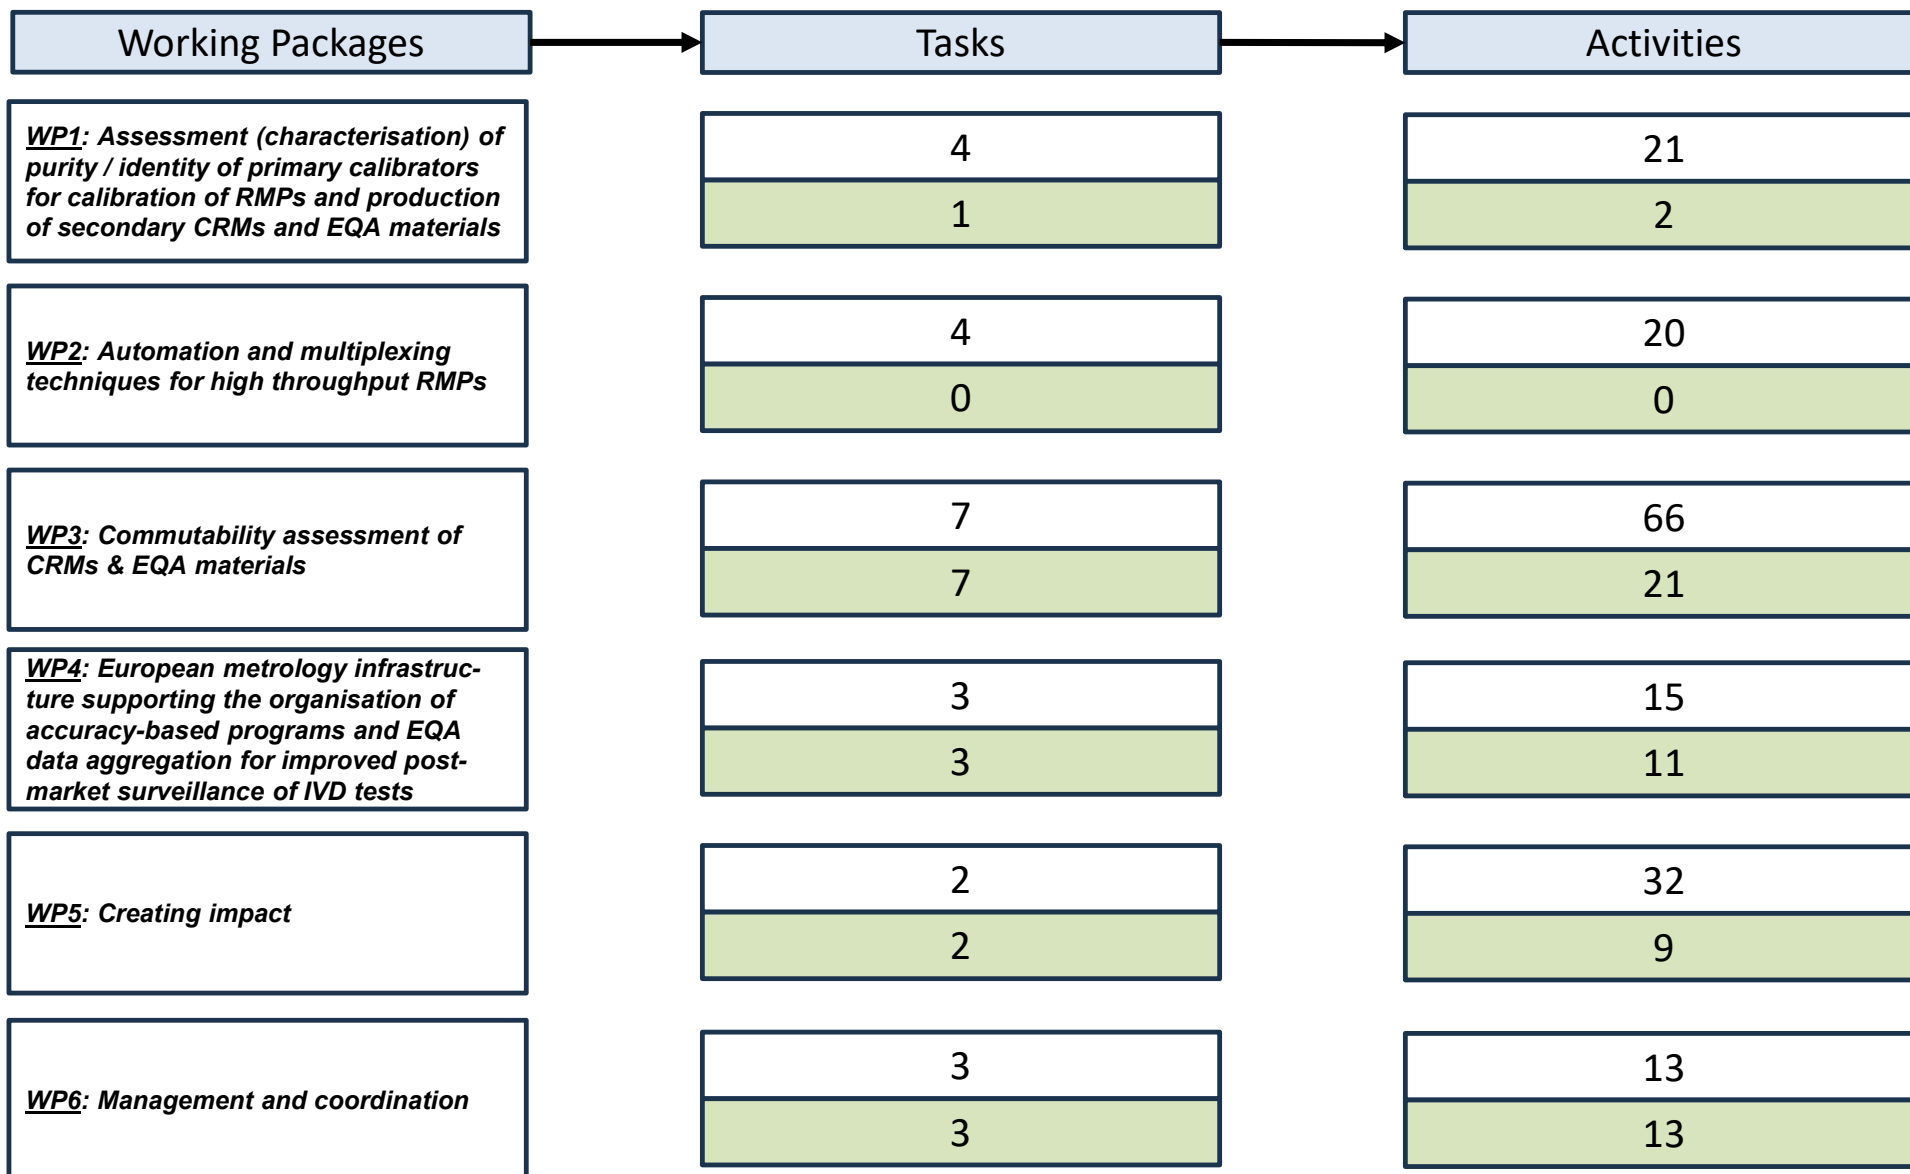 Working Packages
Tasks
Activities
WP1: Assessment (characterisation) of
purity / identity of primary calibrators
for calibration of RMPs and production
of secondary CRMs and EQA materials
4
21
1
2
WP2: Automation and multiplexing
techniques for high throughput RMPs
4
20
0
0
WP3: Commutability assessment of
CRMs & EQA materials
7
66
7
21
WP4: European metrology infrastruc-
ture supporting the organisation of
accuracy-based programs and EQA
data aggregation for improved post-
market surveillance of IVD tests
3
15
3
11
WP5: Creating impact
2
32
2
9
WP6: Management and coordination
3
13
3
13